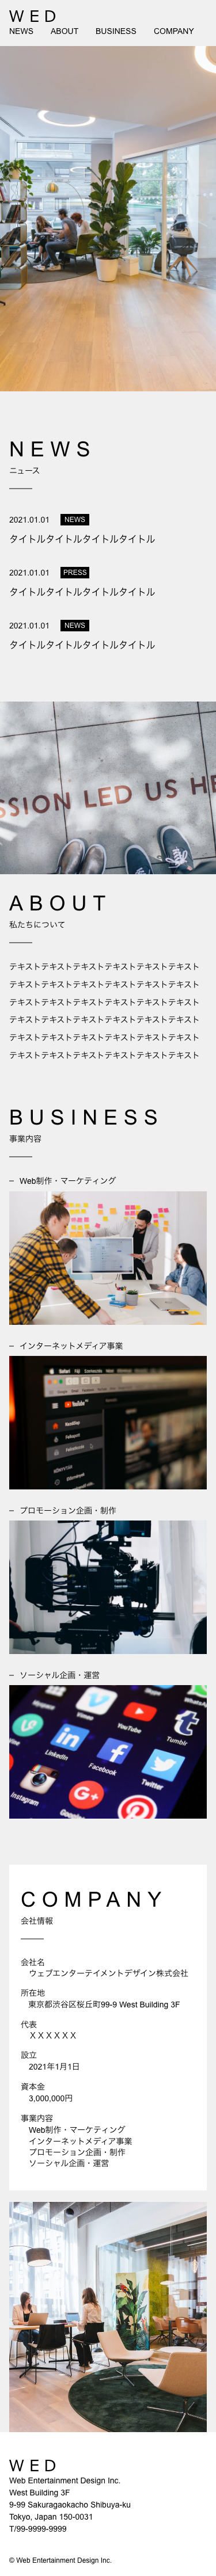 WED
NEWS ABOUT BUSINESS COMPANY
NEWS
ニュース
2021.01.01 NEWS
タイトルタイトルタイトルタイトル
2021.01.01 PRESS
タイトルタイトルタイトルタイトル
2021.01.01 NEWS
タイトルタイトルタイトルタイトル
SSION LED US HE
ABOUT
私たちについて
テキストテキストテキストテキストテキストテキスト
テキストテキストテキストテキストテキストテキスト
テキストテキストテキストテキストテキストテキスト
テキストテキストテキストテキストテキストテキスト
テキストテキストテキストテキストテキストテキスト
テキストテキストテキストテキストテキストテキスト
BUSINESS
事業内容
− Web制作・マーケティング
− インターネットメディア事業
YouTube
− プロモーション企画・制作
− ソーシャル企画・運営
YouTube
Tumblr
LinkedIn
Facebook
Twitter
Instagram
Google+
COMPANY
会社情報
会社名
ウェブエンターテイメントデザイン株式会社
所在地
東京都渋谷区桜丘町99-9 West Building 3F
代表
ＸＸＸＸＸＸ
設立
2021年1月1日
資本金
3,000,000円
事業内容
Web制作・マーケティング
インターネットメディア事業
プロモーション企画・制作
ソーシャル企画・運営
WED
Web Entertainment Design Inc.
West Building 3F
9-99 Sakuragaokacho Shibuya-ku
Tokyo, Japan 150-0031
T/99-9999-9999
© Web Entertainment Design Inc.